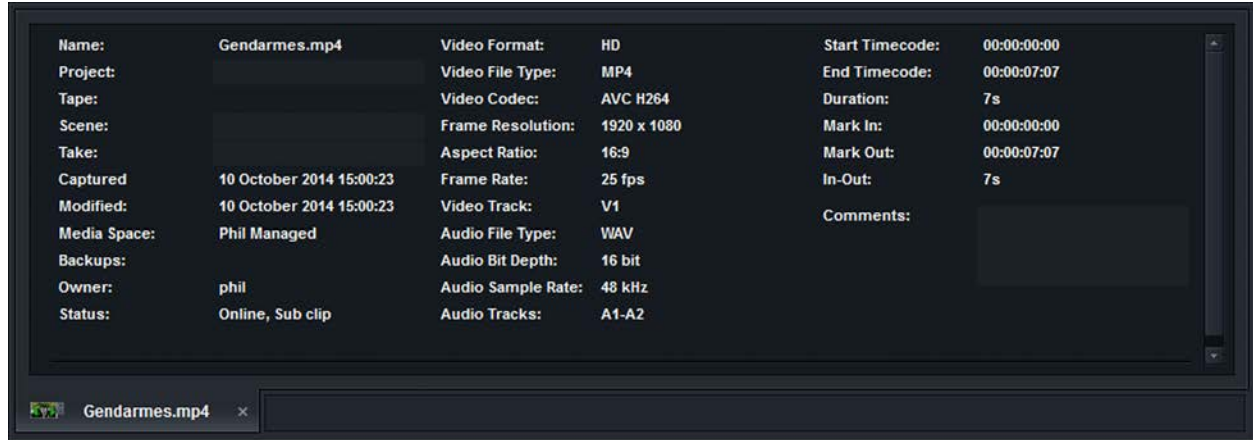 Name: Gendarmes.mp4
Project:
Tape:
Scene:
Take:
Captured 10 October 2014 15:00:23
Modified: 10 October 2014 15:00:23
Media Space: Phil Managed
Backups:
Owner: phil
Status: Online, Sub clip
Video Format: HD
Video File Type: MP4
Video Codec: AVC H264
Frame Resolution: 1920 x 1080
Aspect Ratio: 16:9
Frame Rate: 25 fps
Video Track: V1
Audio File Type: WAV
Audio Bit Depth: 16 bit
Audio Sample Rate: 48 kHz
Audio Tracks: A1-A2
Start Timecode: 00:00:00:00
End Timecode: 00:00:07:07
Duration: 7s
Mark In: 00:00:00:00
Mark Out: 00:00:07:07
In-Out: 7s
Comments:
Gendarmes.mp4